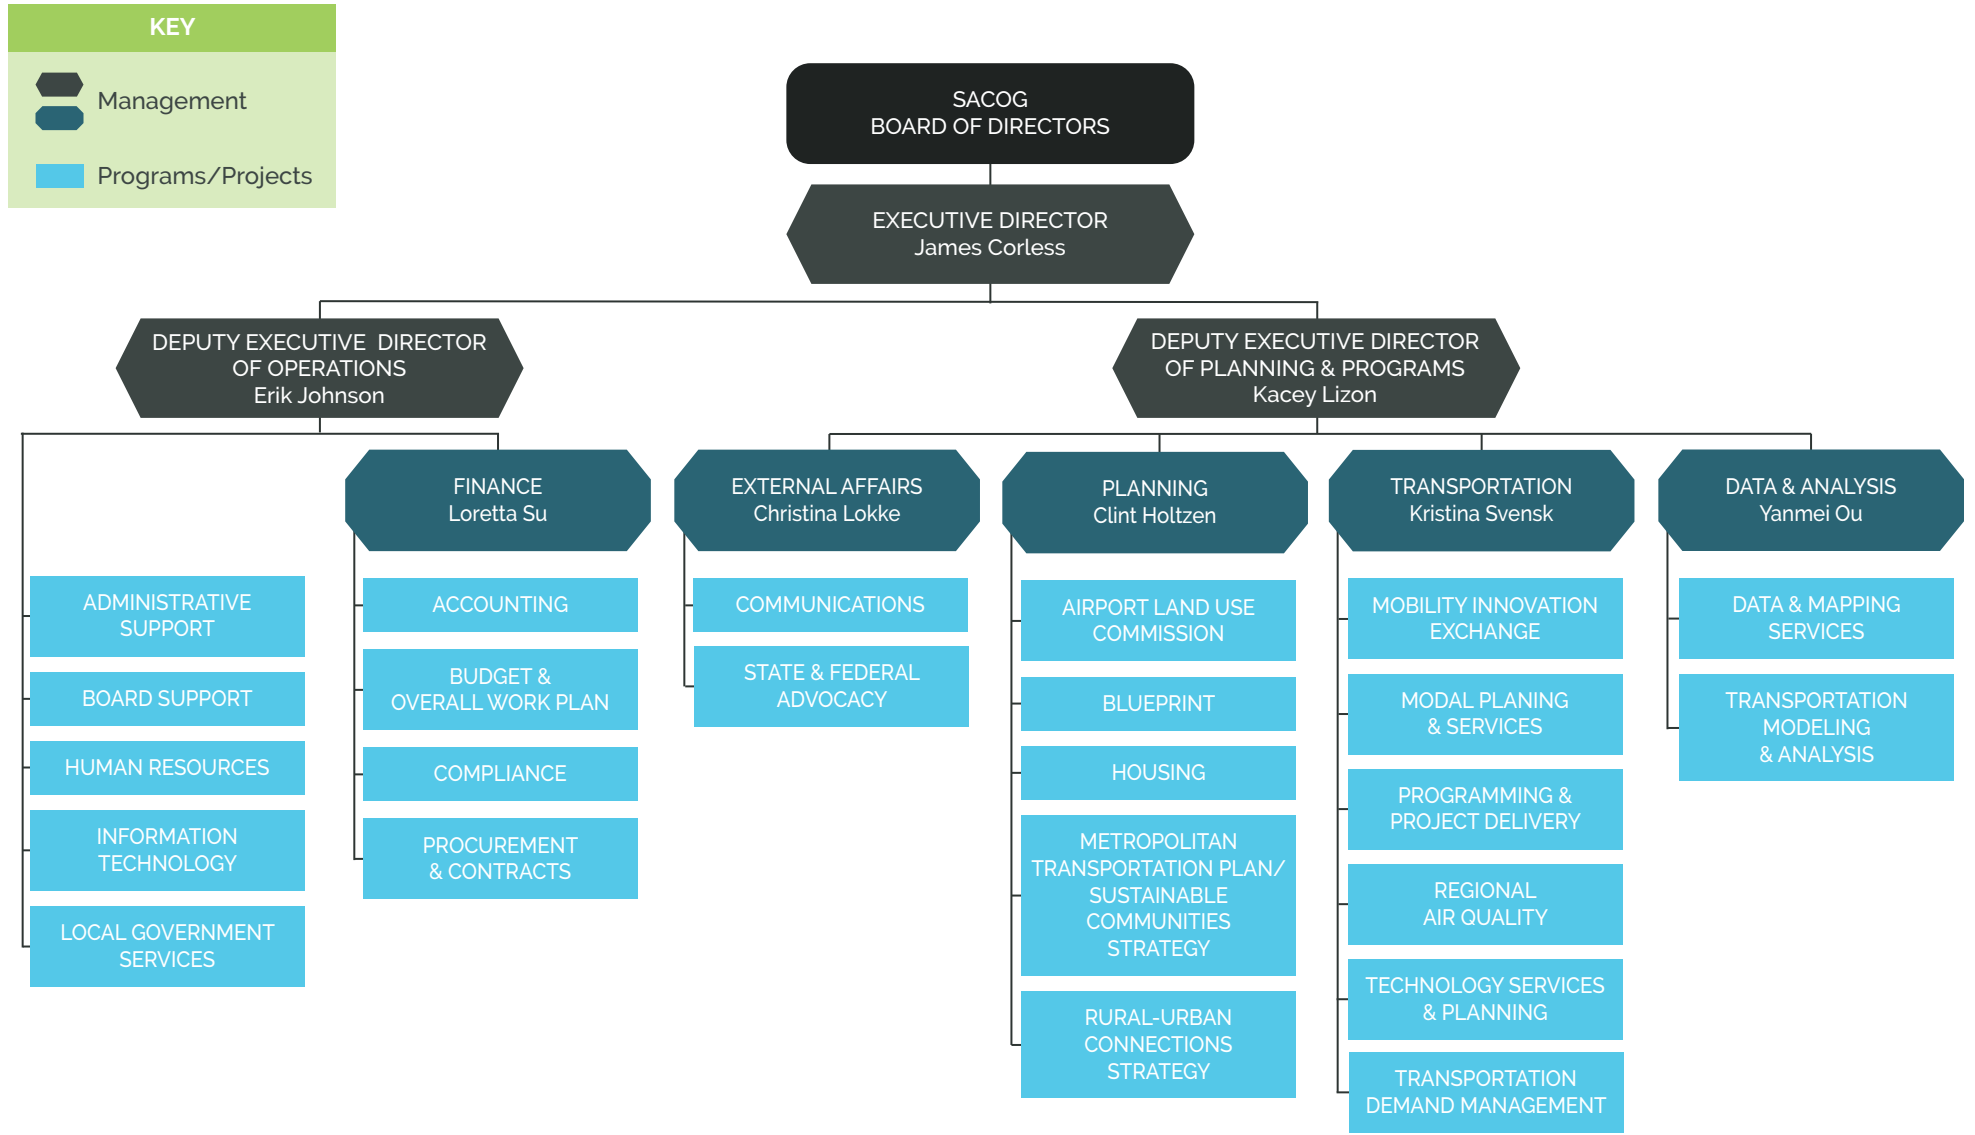 KEY
Management
Programs/Projects
SACOG
BOARD OF DIRECTORS
EXECUTIVE DIRECTOR
James Corless
DEPUTY EXECUTIVE DIRECTOR
OF OPERATIONS
Erik Johnson
DEPUTY EXECUTIVE DIRECTOR
OF PLANNING & PROGRAMS
Kacey Lizon
FINANCE
Loretta Su
EXTERNAL AFFAIRS
Christina Lokke
PLANNING
Clint Holtzen
TRANSPORTATION
Kristina Svensk
DATA & ANALYSIS
Yanmei Ou
ADMINISTRATIVE
SUPPORT
BOARD SUPPORT
HUMAN RESOURCES
INFORMATION
TECHNOLOGY
LOCAL GOVERNMENT
SERVICES
ACCOUNTING
BUDGET &
OVERALL WORK PLAN
COMPLIANCE
PROCUREMENT
& CONTRACTS
COMMUNICATIONS
STATE & FEDERAL
ADVOCACY
AIRPORT LAND USE
COMMISSION
BLUEPRINT
HOUSING
METROPOLITAN
TRANSPORTATION PLAN/
SUSTAINABLE
COMMUNITIES
STRATEGY
RURAL-URBAN
CONNECTIONS
STRATEGY
MOBILITY INNOVATION
EXCHANGE
MODAL PLANING
& SERVICES
PROGRAMMING &
PROJECT DELIVERY
REGIONAL
AIR QUALITY
TECHNOLOGY SERVICES
& PLANNING
TRANSPORTATION
DEMAND MANAGEMENT
DATA & MAPPING
SERVICES
TRANSPORTATION
MODELING
& ANALYSIS